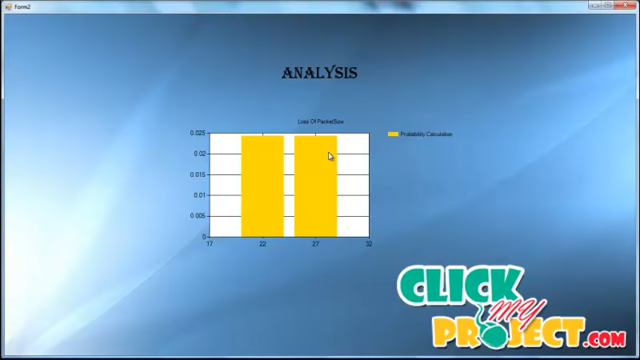 Form2
ANALYSIS
Loss Of PacketSize
Probability Calculation
0.025
0.02
0.015
0.01
0.005
0
17 22 27 32
CLICK
MY
PROJECT.COM